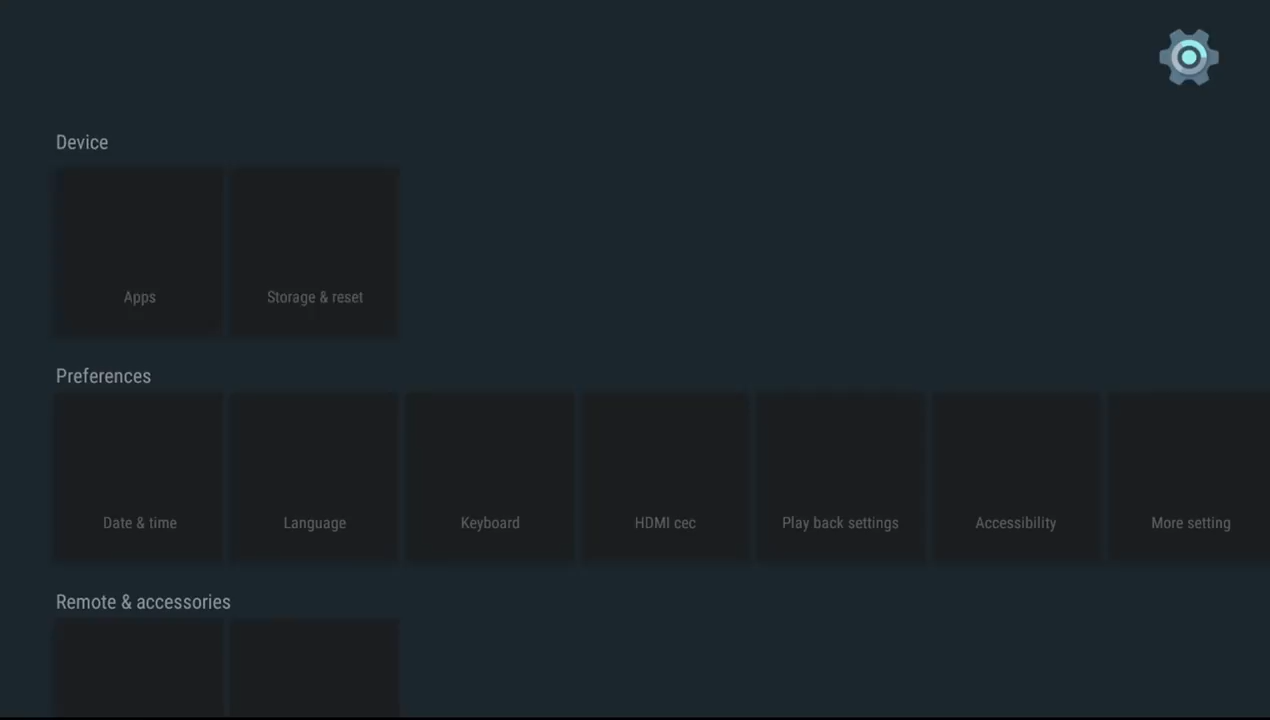 Device
Apps
Storage & reset
Preferences
Date & time
Language
Keyboard
HDMI cec
Play back settings
Accessibility
More setting
Remote & accessories